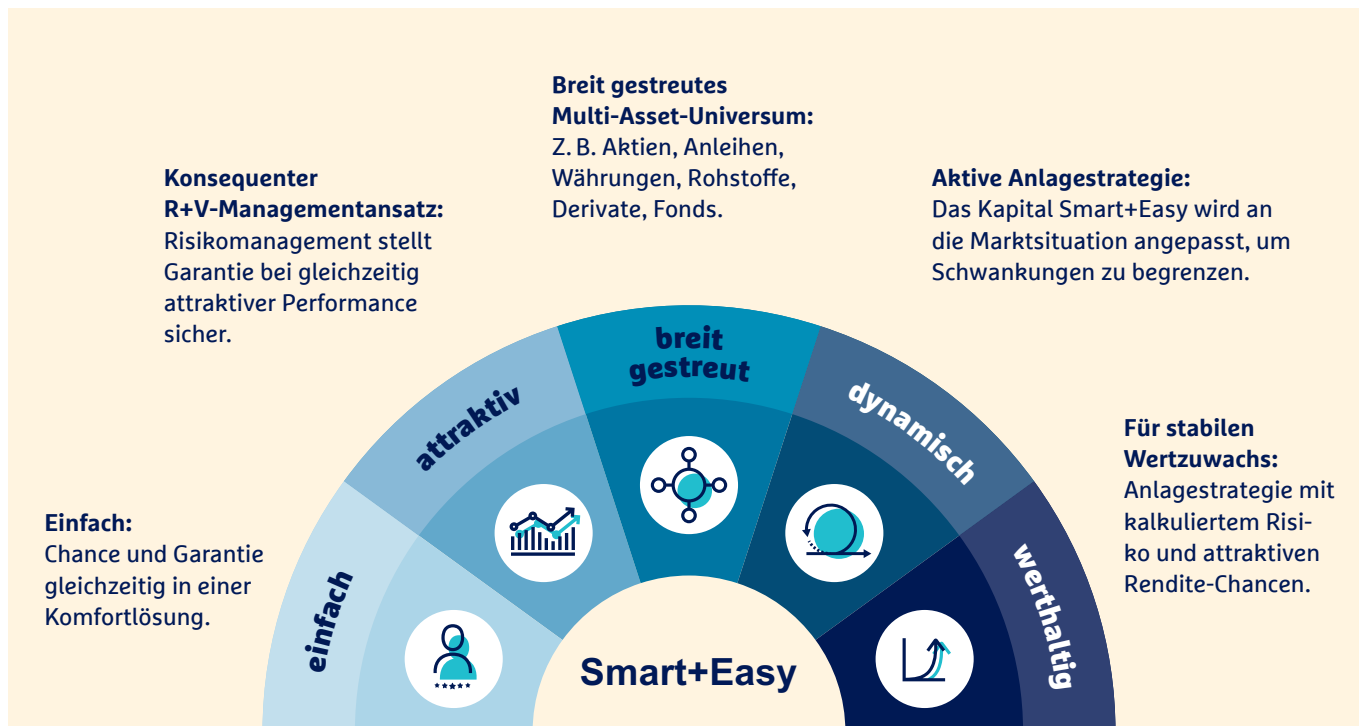 Breit gestreutes
Multi-Asset-Universum:
Z. B. Aktien, Anleihen,
Währungen, Rohstoffe,
Derivate, Fonds.
Konsequenter
R+V-Managementansatz:
Risikomanagement stellt
Garantie bei gleichzeitig
attraktiver Performance
sicher.
Aktive Anlagestrategie:
Das Kapital Smart+Easy wird an
die Marktsituation angepasst, um
Schwankungen zu begrenzen.
Einfach:
Chance und Garantie
gleichzeitig in einer
Komfortlösung.
Für stabilen
Wertzuwachs:
Anlagestrategie mit
kalkuliertem Risi-
ko und attraktiven
Rendite-Chancen.
einfach
attraktiv
breit
gestreut
dynamisch
werthaltig
Smart+Easy